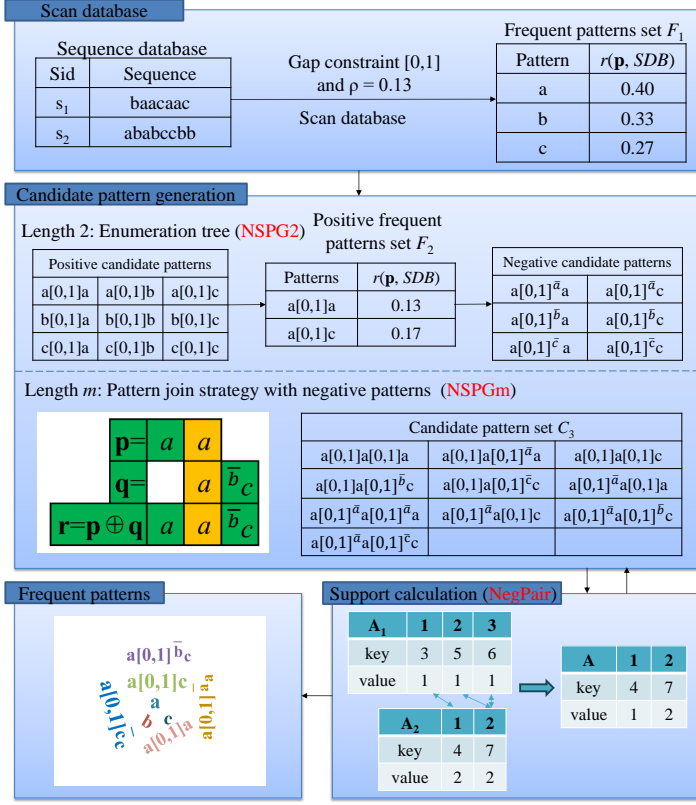 Scan database
Sequence database
Sid Sequence
s₁ baacaac
s₂ ababccbb
Gap constraint [0,1]
and ρ = 0.13
Scan database
Frequent patterns set F₁
Pattern r(p, SDB)
a 0.40
b 0.33
c 0.27
Candidate pattern generation
Length 2: Enumeration tree (NSPG2)
Positive candidate patterns
a[0,1]a a[0,1]b a[0,1]c
b[0,1]a b[0,1]b b[0,1]c
c[0,1]a c[0,1]b c[0,1]c
Positive frequent
patterns set F₂
Patterns r(p, SDB)
a[0,1]a 0.13
a[0,1]c 0.17
Negative candidate patterns
a[0,1]^ā a a[0,1]^ā c
a[0,1]^b̄ a a[0,1]^b̄ c
a[0,1]^c̄ a a[0,1]^c̄ c
Length m: Pattern join strategy with negative patterns (NSPGm)
p= a a
q= a b̄c
r=p⊕q a a b̄c
Candidate pattern set C₃
a[0,1]a[0,1]a a[0,1]a[0,1]^ā a a[0,1]a[0,1]c
a[0,1]a[0,1]^b̄ c a[0,1]a[0,1]^c̄ c a[0,1]^ā a[0,1]a
a[0,1]^ā a[0,1]^ā a a[0,1]^ā a[0,1]c a[0,1]^ā a[0,1]^b̄ c
a[0,1]^ā a[0,1]^c̄ c
Frequent patterns
a[0,1]^b̄ c
a[0,1]c
a
b c
a[0,1]a
a[0,1]^c̄ c
a[0,1]^ā a
Support calculation (NegPair)
A₁ 1 2 3
key 3 5 6
value 1 1 1
A₂ 1 2
key 4 7
value 2 2
A 1 2
key 4 7
value 1 2